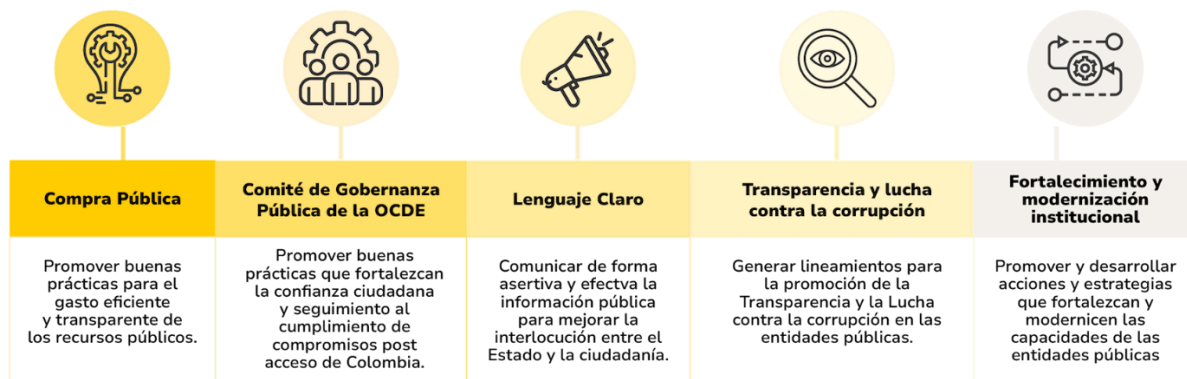 Compra Pública
Comité de Gobernanza
Pública de la OCDE
Lenguaje Claro
Transparencia y lucha
contra la corrupción
Fortalecimiento y
modernización
institucional
Promover buenas
prácticas para el
gasto eficiente
y transparente de
los recursos públicos.
Promover buenas
prácticas que fortalezcan
la confianza ciudadana
y seguimiento al
cumplimiento de
compromisos post
acceso de Colombia.
Comunicar de forma
asertiva y efectva la
información pública
para mejorar la
interlocución entre el
Estado y la ciudadanía.
Generar lineamientos para
la promoción de la
Transparencia y la Lucha
contra la corrupción en las
entidades públicas.
Promover y desarrollar
acciones y estrategias
que fortalezcan y
modernicen las
capacidades de las
entidades públicas